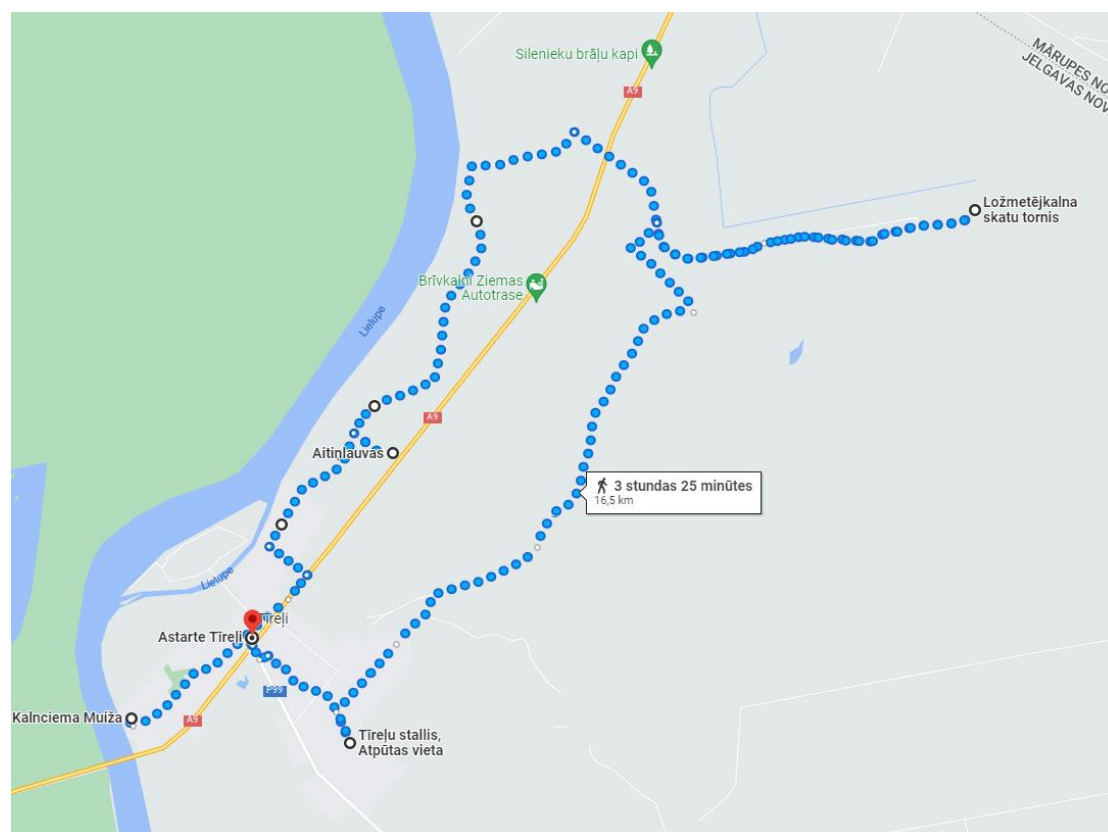 Silenieku brāļu kapi
MĀRUPES NO
JELGAVAS NOV
A9
Ložmetējkalna
skatu tornis
Brīvkalni Ziemas
Autotrase
Lielupe
A9
Aitiņlauvas
3 stundas 25 minūtes
16,5 km
Lielupe
Tīreļi
Astarte Tīreļi
P99
Kalnciema Muiža
A9
Tīreļu stallis,
Atpūtas vieta